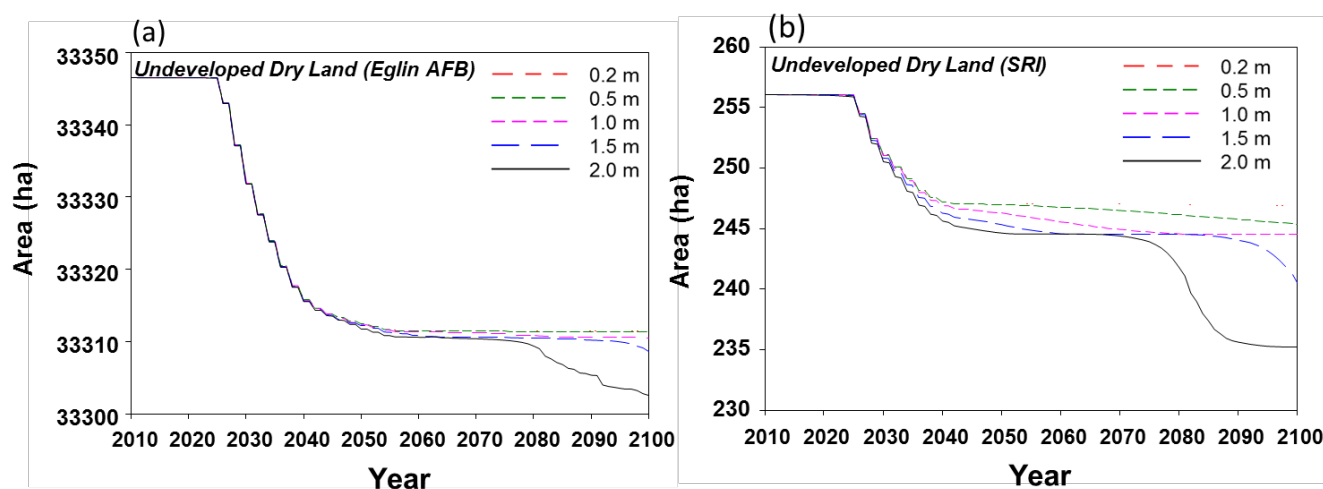 (a)
Undeveloped Dry Land (Eglin AFB)
0.2 m
0.5 m
1.0 m
1.5 m
2.0 m
33350
33340
33330
33320
33310
33300
Area (ha)
2010 2020 2030 2040 2050 2060 2070 2080 2090 2100
Year
(b)
Undeveloped Dry Land (SRI)
0.2 m
0.5 m
1.0 m
1.5 m
2.0 m
260
255
250
245
240
235
230
Area (ha)
2010 2020 2030 2040 2050 2060 2070 2080 2090 2100
Year